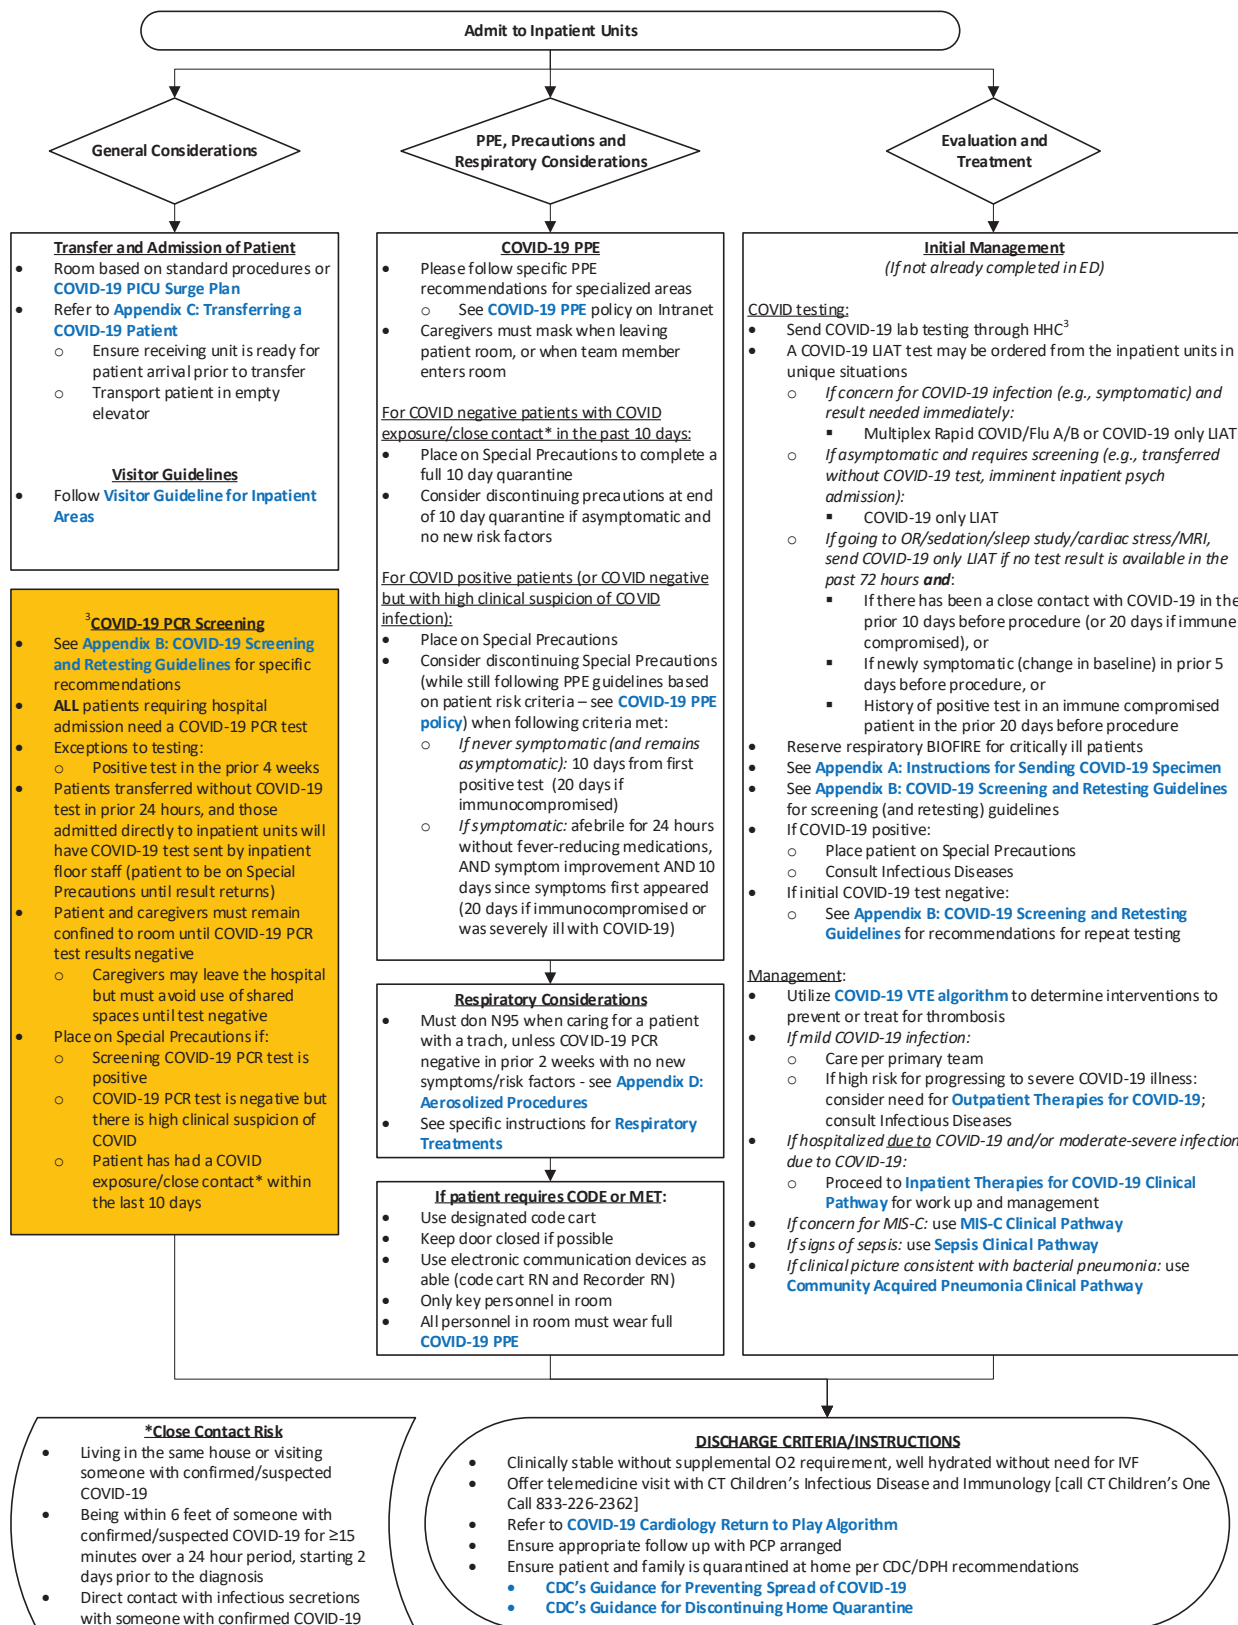 Admit to Inpatient Units
General Considerations
PPE, Precautions and
Respiratory Considerations
Evaluation and
Treatment
Transfer and Admission of Patient
• Room based on standard procedures or
COVID-19 PICU Surge Plan
• Refer to Appendix C: Transferring a
COVID-19 Patient
o Ensure receiving unit is ready for
patient arrival prior to transfer
o Transport patient in empty
elevator
Visitor Guidelines
• Follow Visitor Guideline for Inpatient
Areas
³COVID-19 PCR Screening
• See Appendix B: COVID-19 Screening
and Retesting Guidelines for specific
recommendations
• ALL patients requiring hospital
admission need a COVID-19 PCR test
• Exceptions to testing:
o Positive test in the prior 4 weeks
• Patients transferred without COVID-19
test in prior 24 hours, and those
admitted directly to inpatient units will
have COVID-19 test sent by inpatient
floor staff (patient to be on Special
Precautions until result returns)
• Patient and caregivers must remain
confined to room until COVID-19 PCR
test results negative
o Caregivers may leave the hospital
but must avoid use of shared
spaces until test negative
• Place on Special Precautions if:
o Screening COVID-19 PCR test is
positive
o COVID-19 PCR test is negative but
there is high clinical suspicion of
COVID
o Patient has had a COVID
exposure/close contact* within
the last 10 days
COVID-19 PPE
• Please follow specific PPE
recommendations for specialized areas
o See COVID-19 PPE policy on Intranet
• Caregivers must mask when leaving
patient room, or when team member
enters room
For COVID negative patients with COVID
exposure/close contact* in the past 10 days:
• Place on Special Precautions to complete a
full 10 day quarantine
• Consider discontinuing precautions at end
of 10 day quarantine if asymptomatic and
no new risk factors
For COVID positive patients (or COVID negative
but with high clinical suspicion of COVID
infection):
• Place on Special Precautions
• Consider discontinuing Special Precautions
(while still following PPE guidelines based
on patient risk criteria – see COVID-19 PPE
policy) when following criteria met:
o If never symptomatic (and remains
asymptomatic): 10 days from first
positive test (20 days if
immunocompromised)
o If symptomatic: afebrile for 24 hours
without fever-reducing medications,
AND symptom improvement AND 10
days since symptoms first appeared
(20 days if immunocompromised or
was severely ill with COVID-19)
Respiratory Considerations
• Must don N95 when caring for a patient
with a trach, unless COVID-19 PCR
negative in prior 2 weeks with no new
symptoms/risk factors - see Appendix D:
Aerosolized Procedures
• See specific instructions for Respiratory
Treatments
If patient requires CODE or MET:
• Use designated code cart
• Keep door closed if possible
• Use electronic communication devices as
able (code cart RN and Recorder RN)
• Only key personnel in room
• All personnel in room must wear full
COVID-19 PPE
Initial Management
(If not already completed in ED)
COVID testing:
• Send COVID-19 lab testing through HHC³
• A COVID-19 LIAT test may be ordered from the inpatient units in
unique situations
o If concern for COVID-19 infection (e.g., symptomatic) and
result needed immediately:
▪ Multiplex Rapid COVID/Flu A/B or COVID-19 only LIAT
o If asymptomatic and requires screening (e.g., transferred
without COVID-19 test, imminent inpatient psych
admission):
▪ COVID-19 only LIAT
o If going to OR/sedation/sleep study/cardiac stress/MRI,
send COVID-19 only LIAT if no test result is available in the
past 72 hours and:
▪ If there has been a close contact with COVID-19 in the
prior 10 days before procedure (or 20 days if immune
compromised), or
▪ If newly symptomatic (change in baseline) in prior 5
days before procedure, or
▪ History of positive test in an immune compromised
patient in the prior 20 days before procedure
• Reserve respiratory BIOFIRE for critically ill patients
• See Appendix A: Instructions for Sending COVID-19 Specimen
• See Appendix B: COVID-19 Screening and Retesting Guidelines
for screening (and retesting) guidelines
• If COVID-19 positive:
o Place patient on Special Precautions
o Consult Infectious Diseases
• If initial COVID-19 test negative:
o See Appendix B: COVID-19 Screening and Retesting
Guidelines for recommendations for repeat testing
Management:
• Utilize COVID-19 VTE algorithm to determine interventions to
prevent or treat for thrombosis
• If mild COVID-19 infection:
o Care per primary team
o If high risk for progressing to severe COVID-19 illness:
consider need for Outpatient Therapies for COVID-19;
consult Infectious Diseases
• If hospitalized due to COVID-19 and/or moderate-severe infection
due to COVID-19:
o Proceed to Inpatient Therapies for COVID-19 Clinical
Pathway for work up and management
• If concern for MIS-C: use MIS-C Clinical Pathway
• If signs of sepsis: use Sepsis Clinical Pathway
• If clinical picture consistent with bacterial pneumonia: use
Community Acquired Pneumonia Clinical Pathway
*Close Contact Risk
• Living in the same house or visiting
someone with confirmed/suspected
COVID-19
• Being within 6 feet of someone with
confirmed/suspected COVID-19 for ≥15
minutes over a 24 hour period, starting 2
days prior to the diagnosis
• Direct contact with infectious secretions
with someone with confirmed COVID-19
DISCHARGE CRITERIA/INSTRUCTIONS
• Clinically stable without supplemental O2 requirement, well hydrated without need for IVF
• Offer telemedicine visit with CT Children's Infectious Disease and Immunology [call CT Children's One
Call 833-226-2362]
• Refer to COVID-19 Cardiology Return to Play Algorithm
• Ensure appropriate follow up with PCP arranged
• Ensure patient and family is quarantined at home per CDC/DPH recommendations
• CDC's Guidance for Preventing Spread of COVID-19
• CDC's Guidance for Discontinuing Home Quarantine